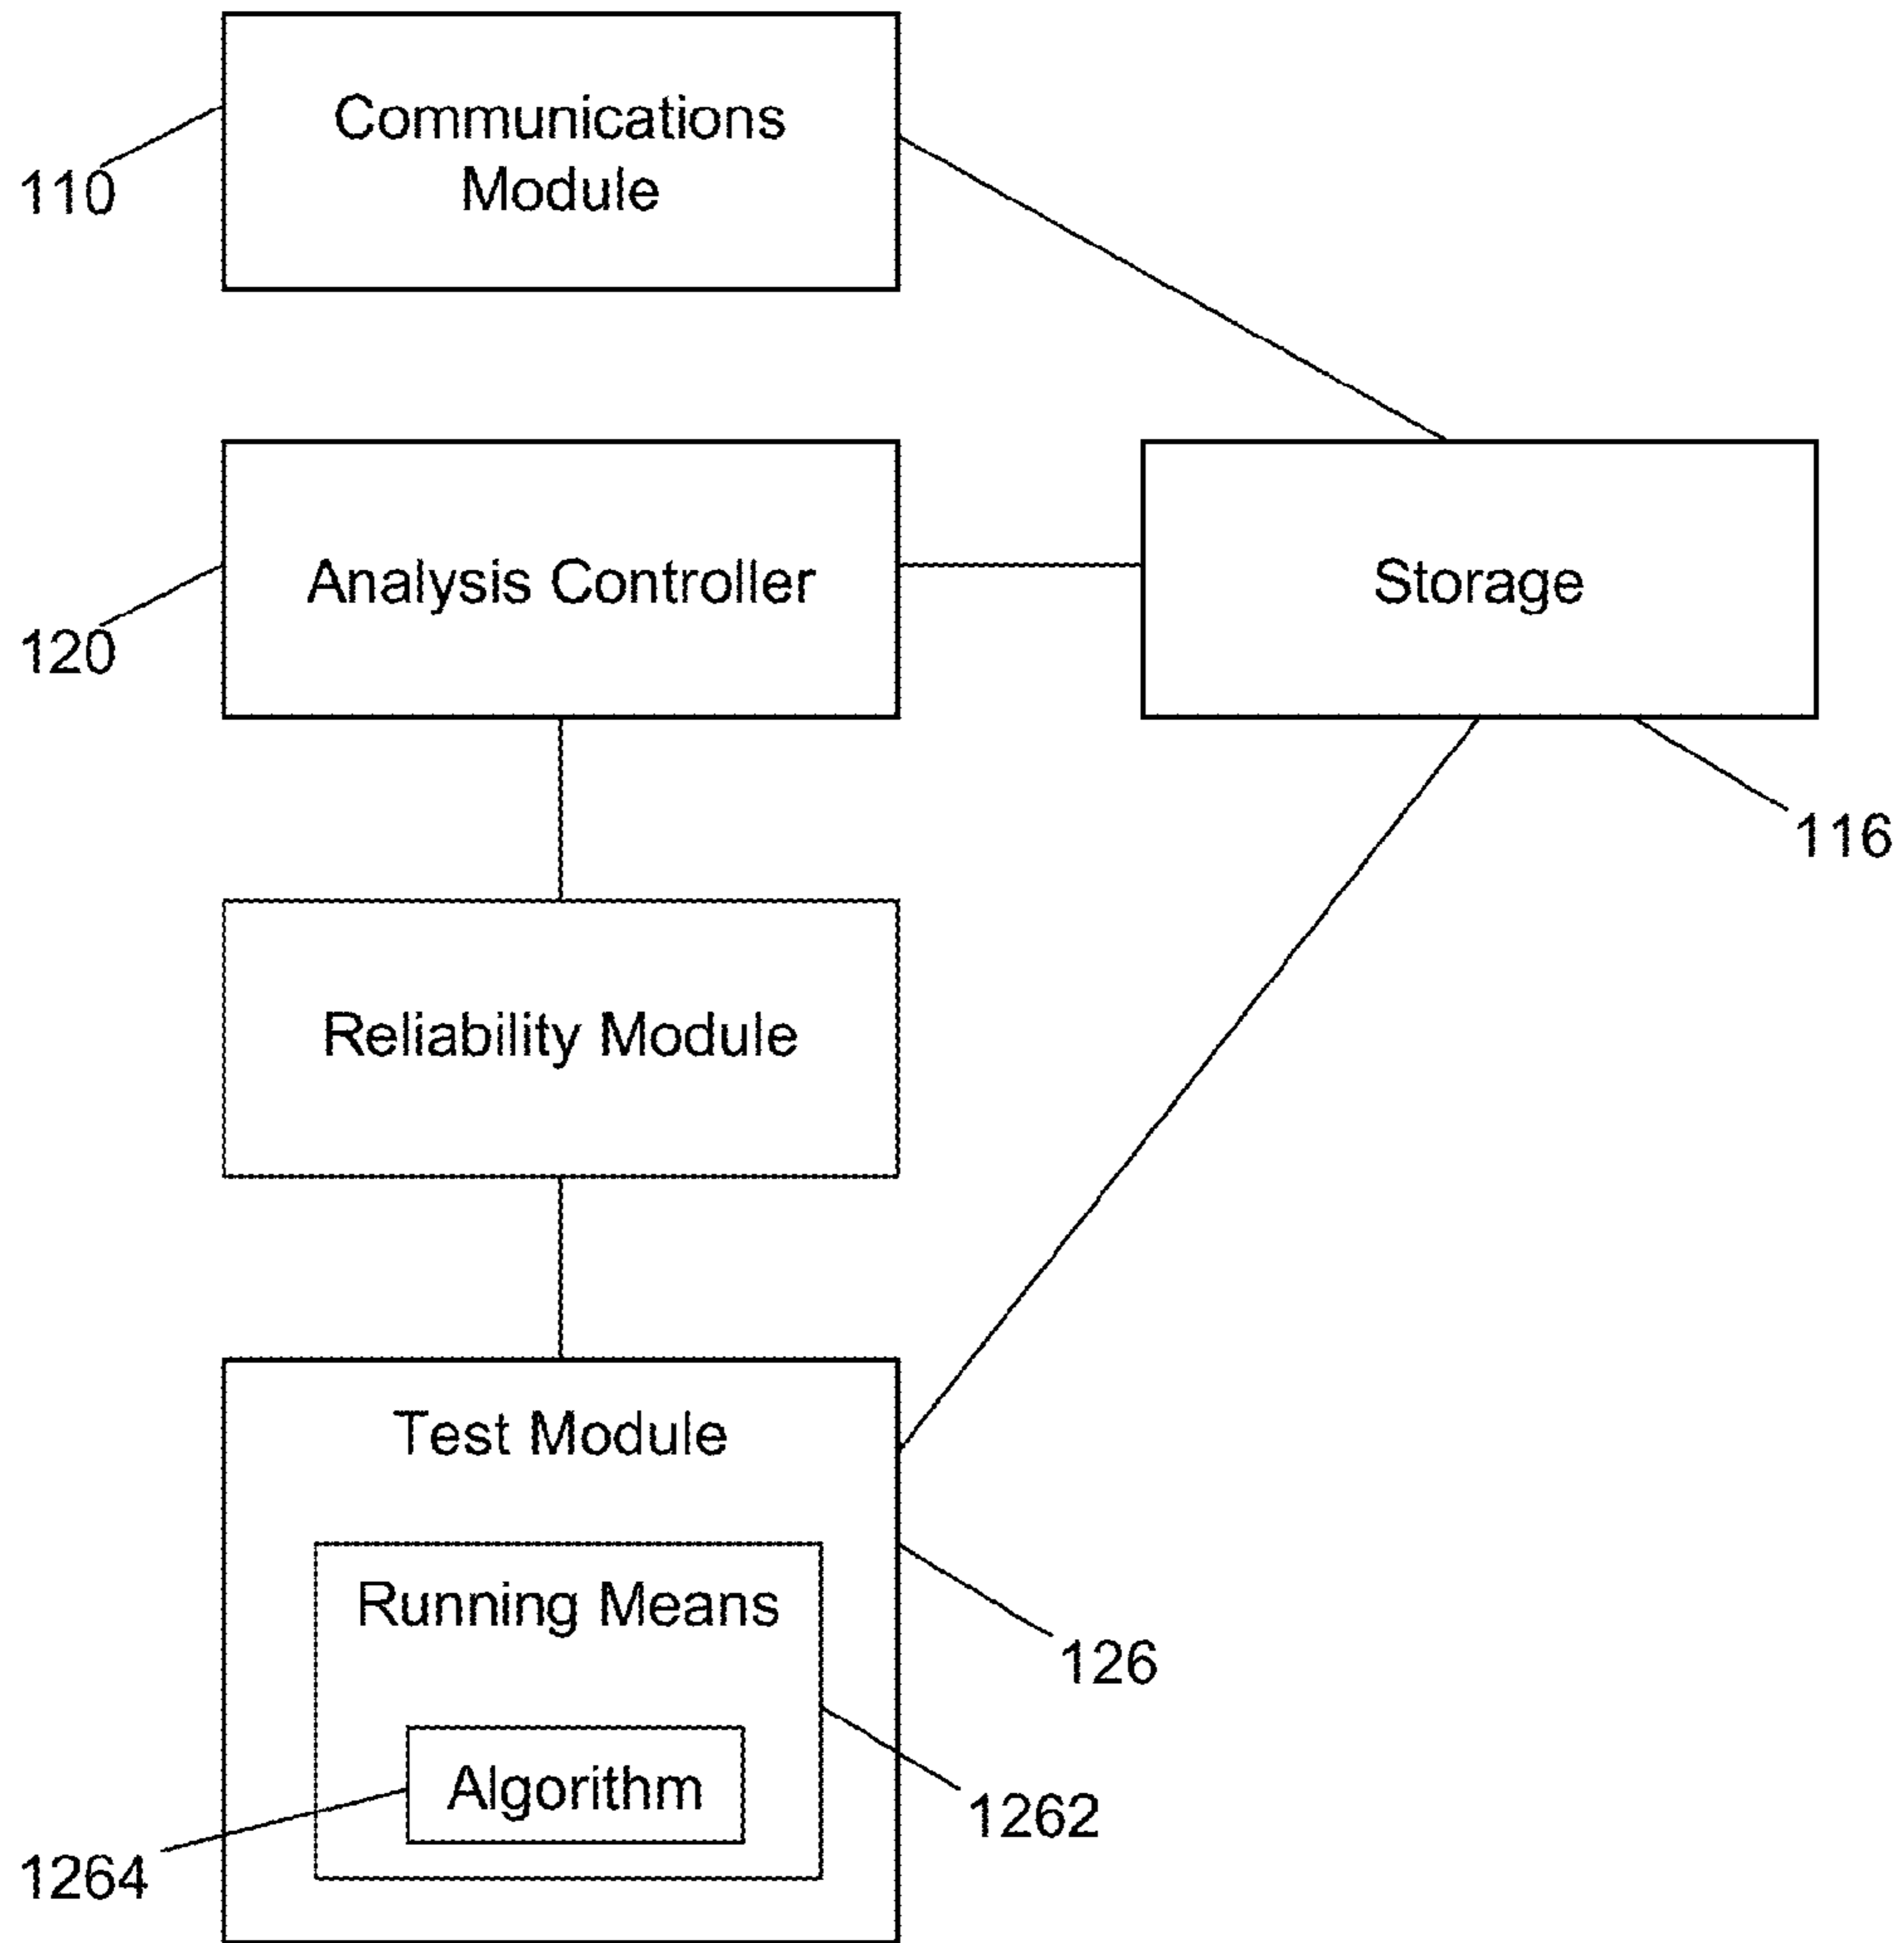 Communications
Module
110
Analysis Controller
Storage
120
116
Reliability Module
Test Module
Running Means
126
Algorithm
1262
1264